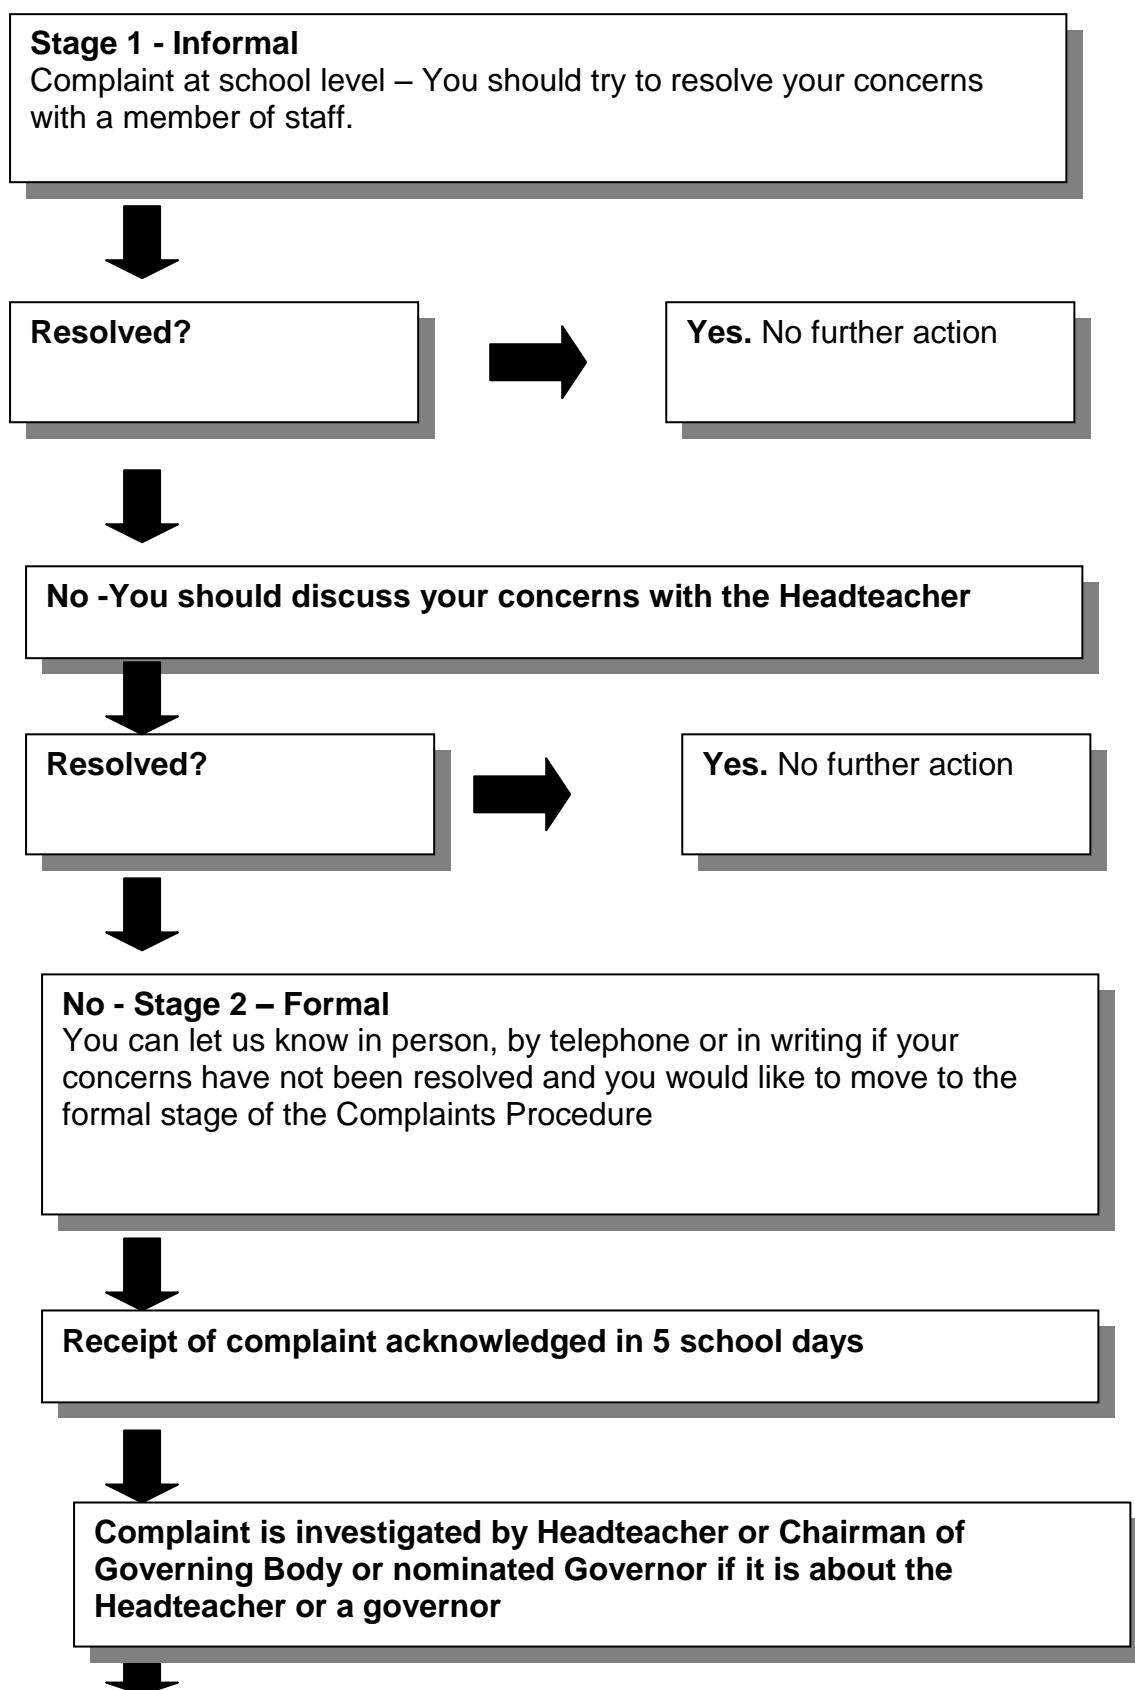 Stage 1 - Informal
Complaint at school level – You should try to resolve your concerns
with a member of staff.
Resolved?
Yes. No further action
No -You should discuss your concerns with the Headteacher
Resolved?
Yes. No further action
No - Stage 2 – Formal
You can let us know in person, by telephone or in writing if your
concerns have not been resolved and you would like to move to the
formal stage of the Complaints Procedure
Receipt of complaint acknowledged in 5 school days
Complaint is investigated by Headteacher or Chairman of
Governing Body or nominated Governor if it is about the
Headteacher or a governor